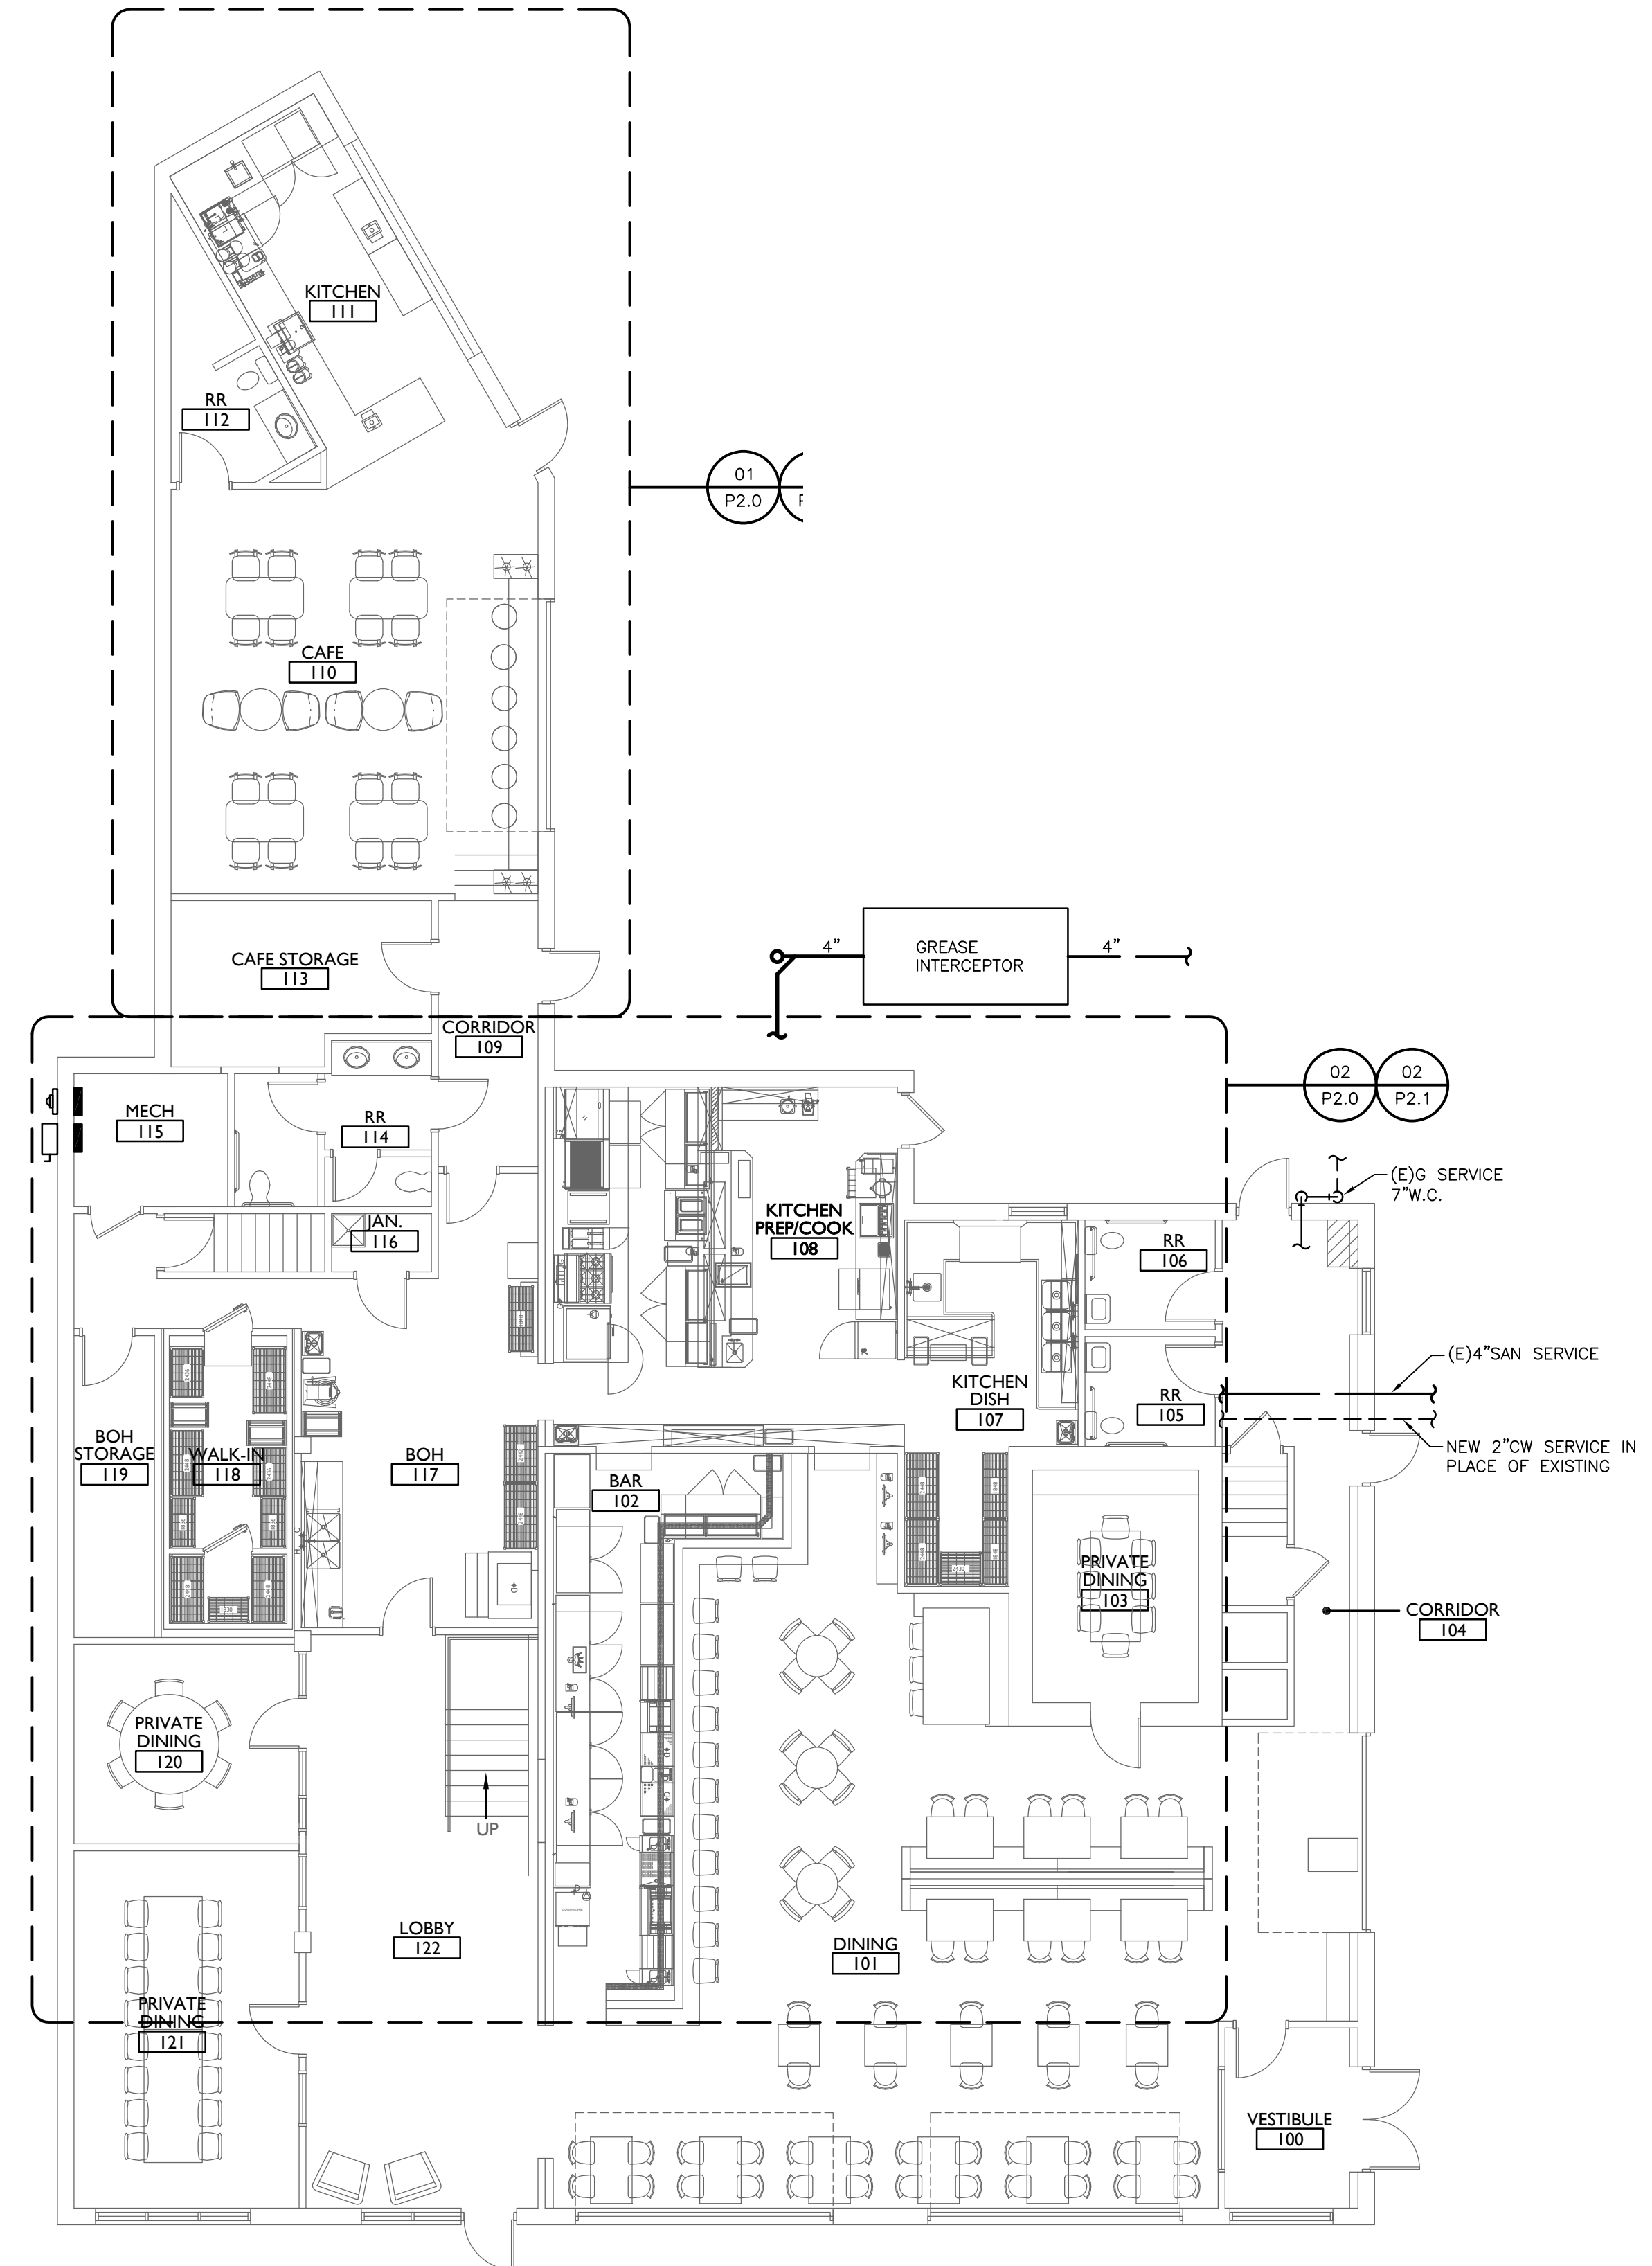 KITCHEN
111
RR
112
01
P2.0
CAFE
110
CAFE STORAGE
113
4"
GREASE
INTERCEPTOR
4"
CORRIDOR
109
02
P2.0
02
P2.1
MECH
115
RR
114
(E)G SERVICE
7"W.C.
JAN.
116
KITCHEN
PREP/COOK
108
RR
106
(E)4"SAN SERVICE
KITCHEN
DISH
107
RR
105
NEW 2"CW SERVICE IN
PLACE OF EXISTING
BOH
STORAGE
119
WALK-IN
118
BOH
117
BAR
102
PRIVATE
DINING
103
CORRIDOR
104
PRIVATE
DINING
120
UP
LOBBY
122
DINING
101
PRIVATE
DINING
121
VESTIBULE
100